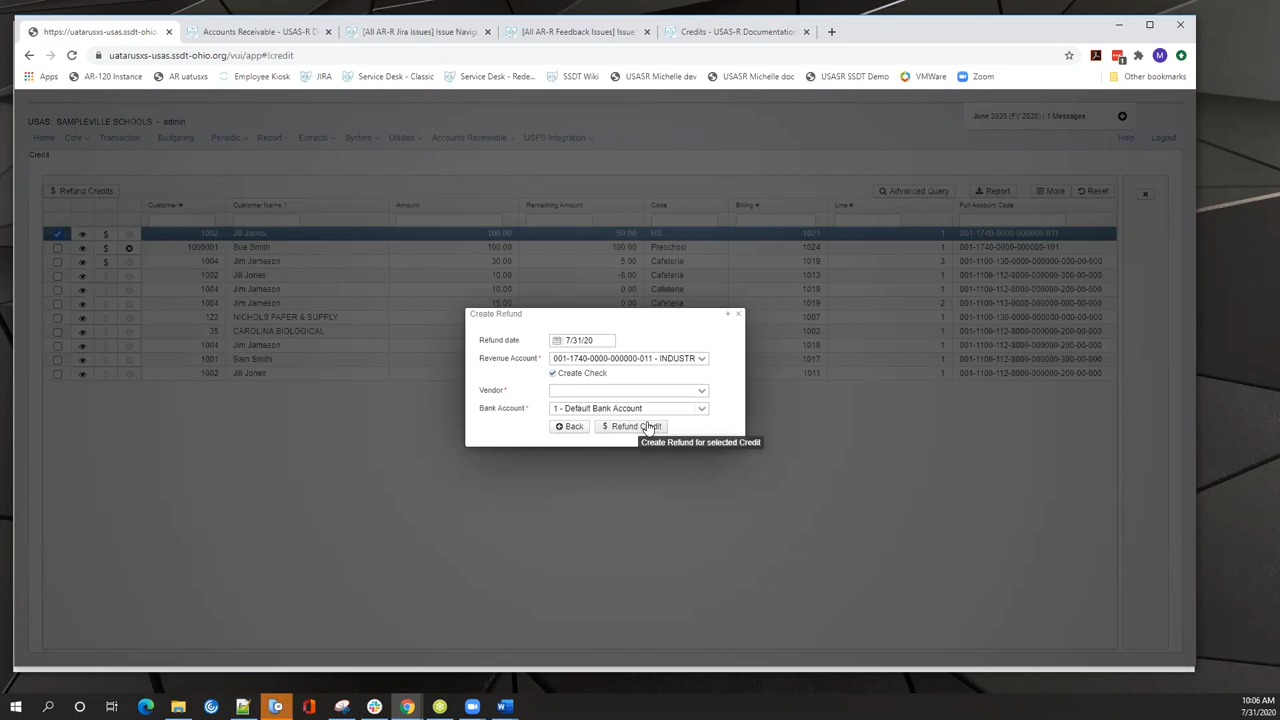 https://uatarusxs-usas.ssdt-ohio.org
Accounts Receivable - USAS-R D
[All AR-R Jira Issues] Issue Navig
[All AR-R Feedback Issues] Issue
Credits - USAS-R Documentation
uatarusxs-usas.ssdt-ohio.org/vui/app#!credit
Apps
AR-120 Instance
AR uatusxs
Employee Kiosk
JIRA
Service Desk - Classic
Service Desk - Rede...
SSDT Wiki
USASR Michelle dev
USASR Michelle doc
USASR SSDT Demo
VMWare
Zoom
Other bookmarks
USAS: SAMPLEVILLE SCHOOLS - admin
June 2020 (FY 2020) | 1 Messages
Home Core Transaction Budgeting Periodic Report Extracts System Utilities Accounts Receivable USPS Integration Help Logout
Credit
$ Refund Credits
Advanced Query Report More Reset
Customer # Customer Name 1 Amount Remaining Amount Code Billing # Line # Full Account Code
1002 Jill Jones 100.00 50.00 HS 1021 1 001-1740-0000-000000-011
1000001 Sue Smith 100.00 100.00 Preschool 1024 1 001-1740-0000-000000-101
1004 Jim Jameson 30.00 5.00 Cafeteria 1019 3 001-1100-130-0000-000000-000-00-000
1002 Jill Jones 10.00 -8.00 Cafeteria 1013 1 001-1100-112-8000-000000-300-00-000
1004 Jim Jameson 10.00 0.00 Cafeteria 1019 1 001-1100-112-8000-000000-300-00-000
1004 Jim Jameson 15.00 0.00 Cafeteria 1019 2 001-1100-113-8000-000000-200-00-000
122 NICHOLS PAPER & SUPPLY 1007 1 001-1100-112-8000-000000-200-00-000
35 CAROLINA BIOLOGICAL 1002 1 001-1100-112-8000-000000-200-00-000
1004 Jim Jameson 1018 1 001-1100-112-8000-000000-300-00-000
1001 Sam Smith 1017 1 001-1100-112-8000-000000-300-00-000
1002 Jill Jones 1011 1 001-1100-112-8000-000000-200-00-000
Create Refund
Refund date 7/31/20
Revenue Account * 001-1740-0000-000000-011 - INDUSTR
Create Check
Vendor *
Bank Account * 1 - Default Bank Account
Back $ Refund Credit
Create Refund for selected Credit
10:06 AM
7/31/2020